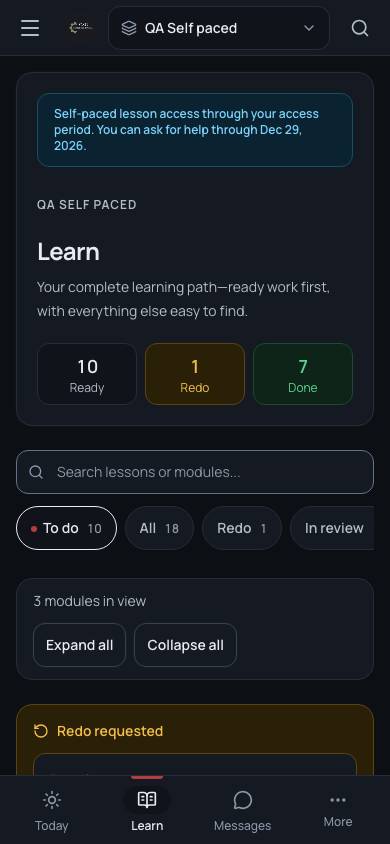 QA Self paced
Self-paced lesson access through your access
period. You can ask for help through Dec 29,
2026.
QA SELF PACED
Learn
Your complete learning path—ready work first,
with everything else easy to find.
10
Ready
1
Redo
7
Done
Search lessons or modules...
To do 10
All 18
Redo 1
In review
3 modules in view
Expand all
Collapse all
Redo requested
Today
Learn
Messages
More